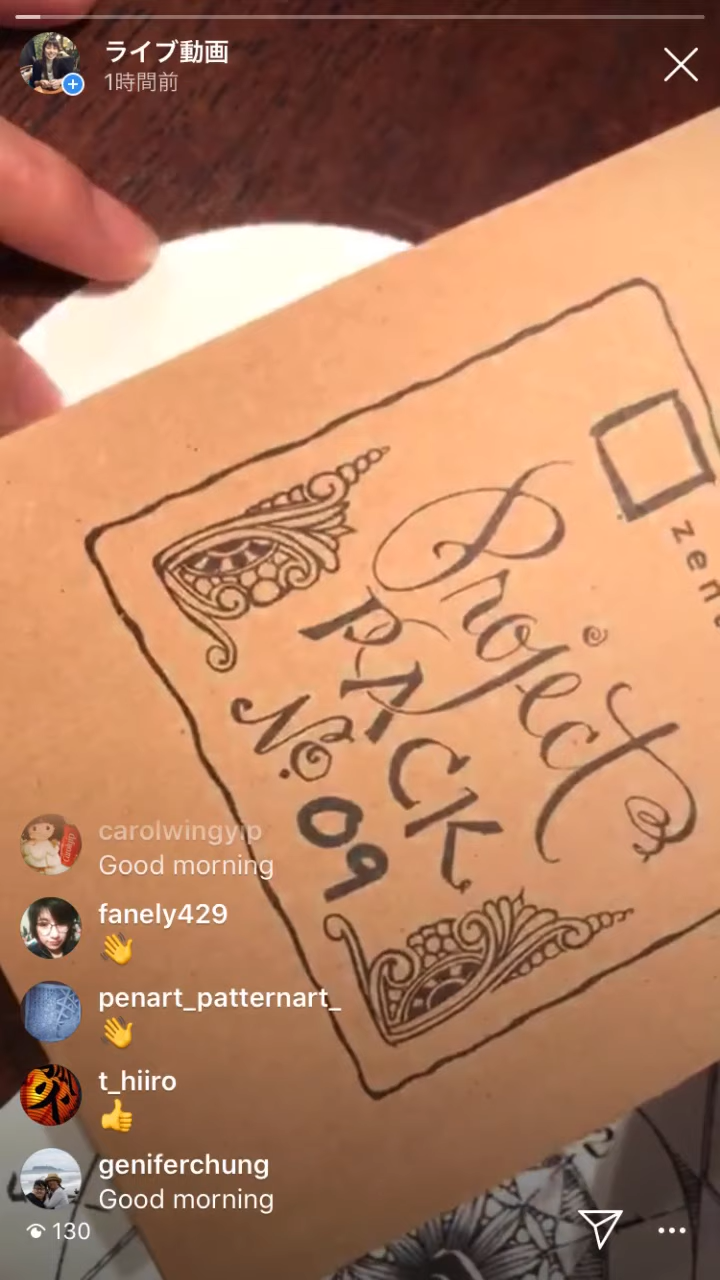 ライブ動画
1時間前
zen
Project
PACK
No. 09
carolwingyip
Good morning
fanely429
penart_patternart_
t_hiiro
geniferchung
Good morning
130